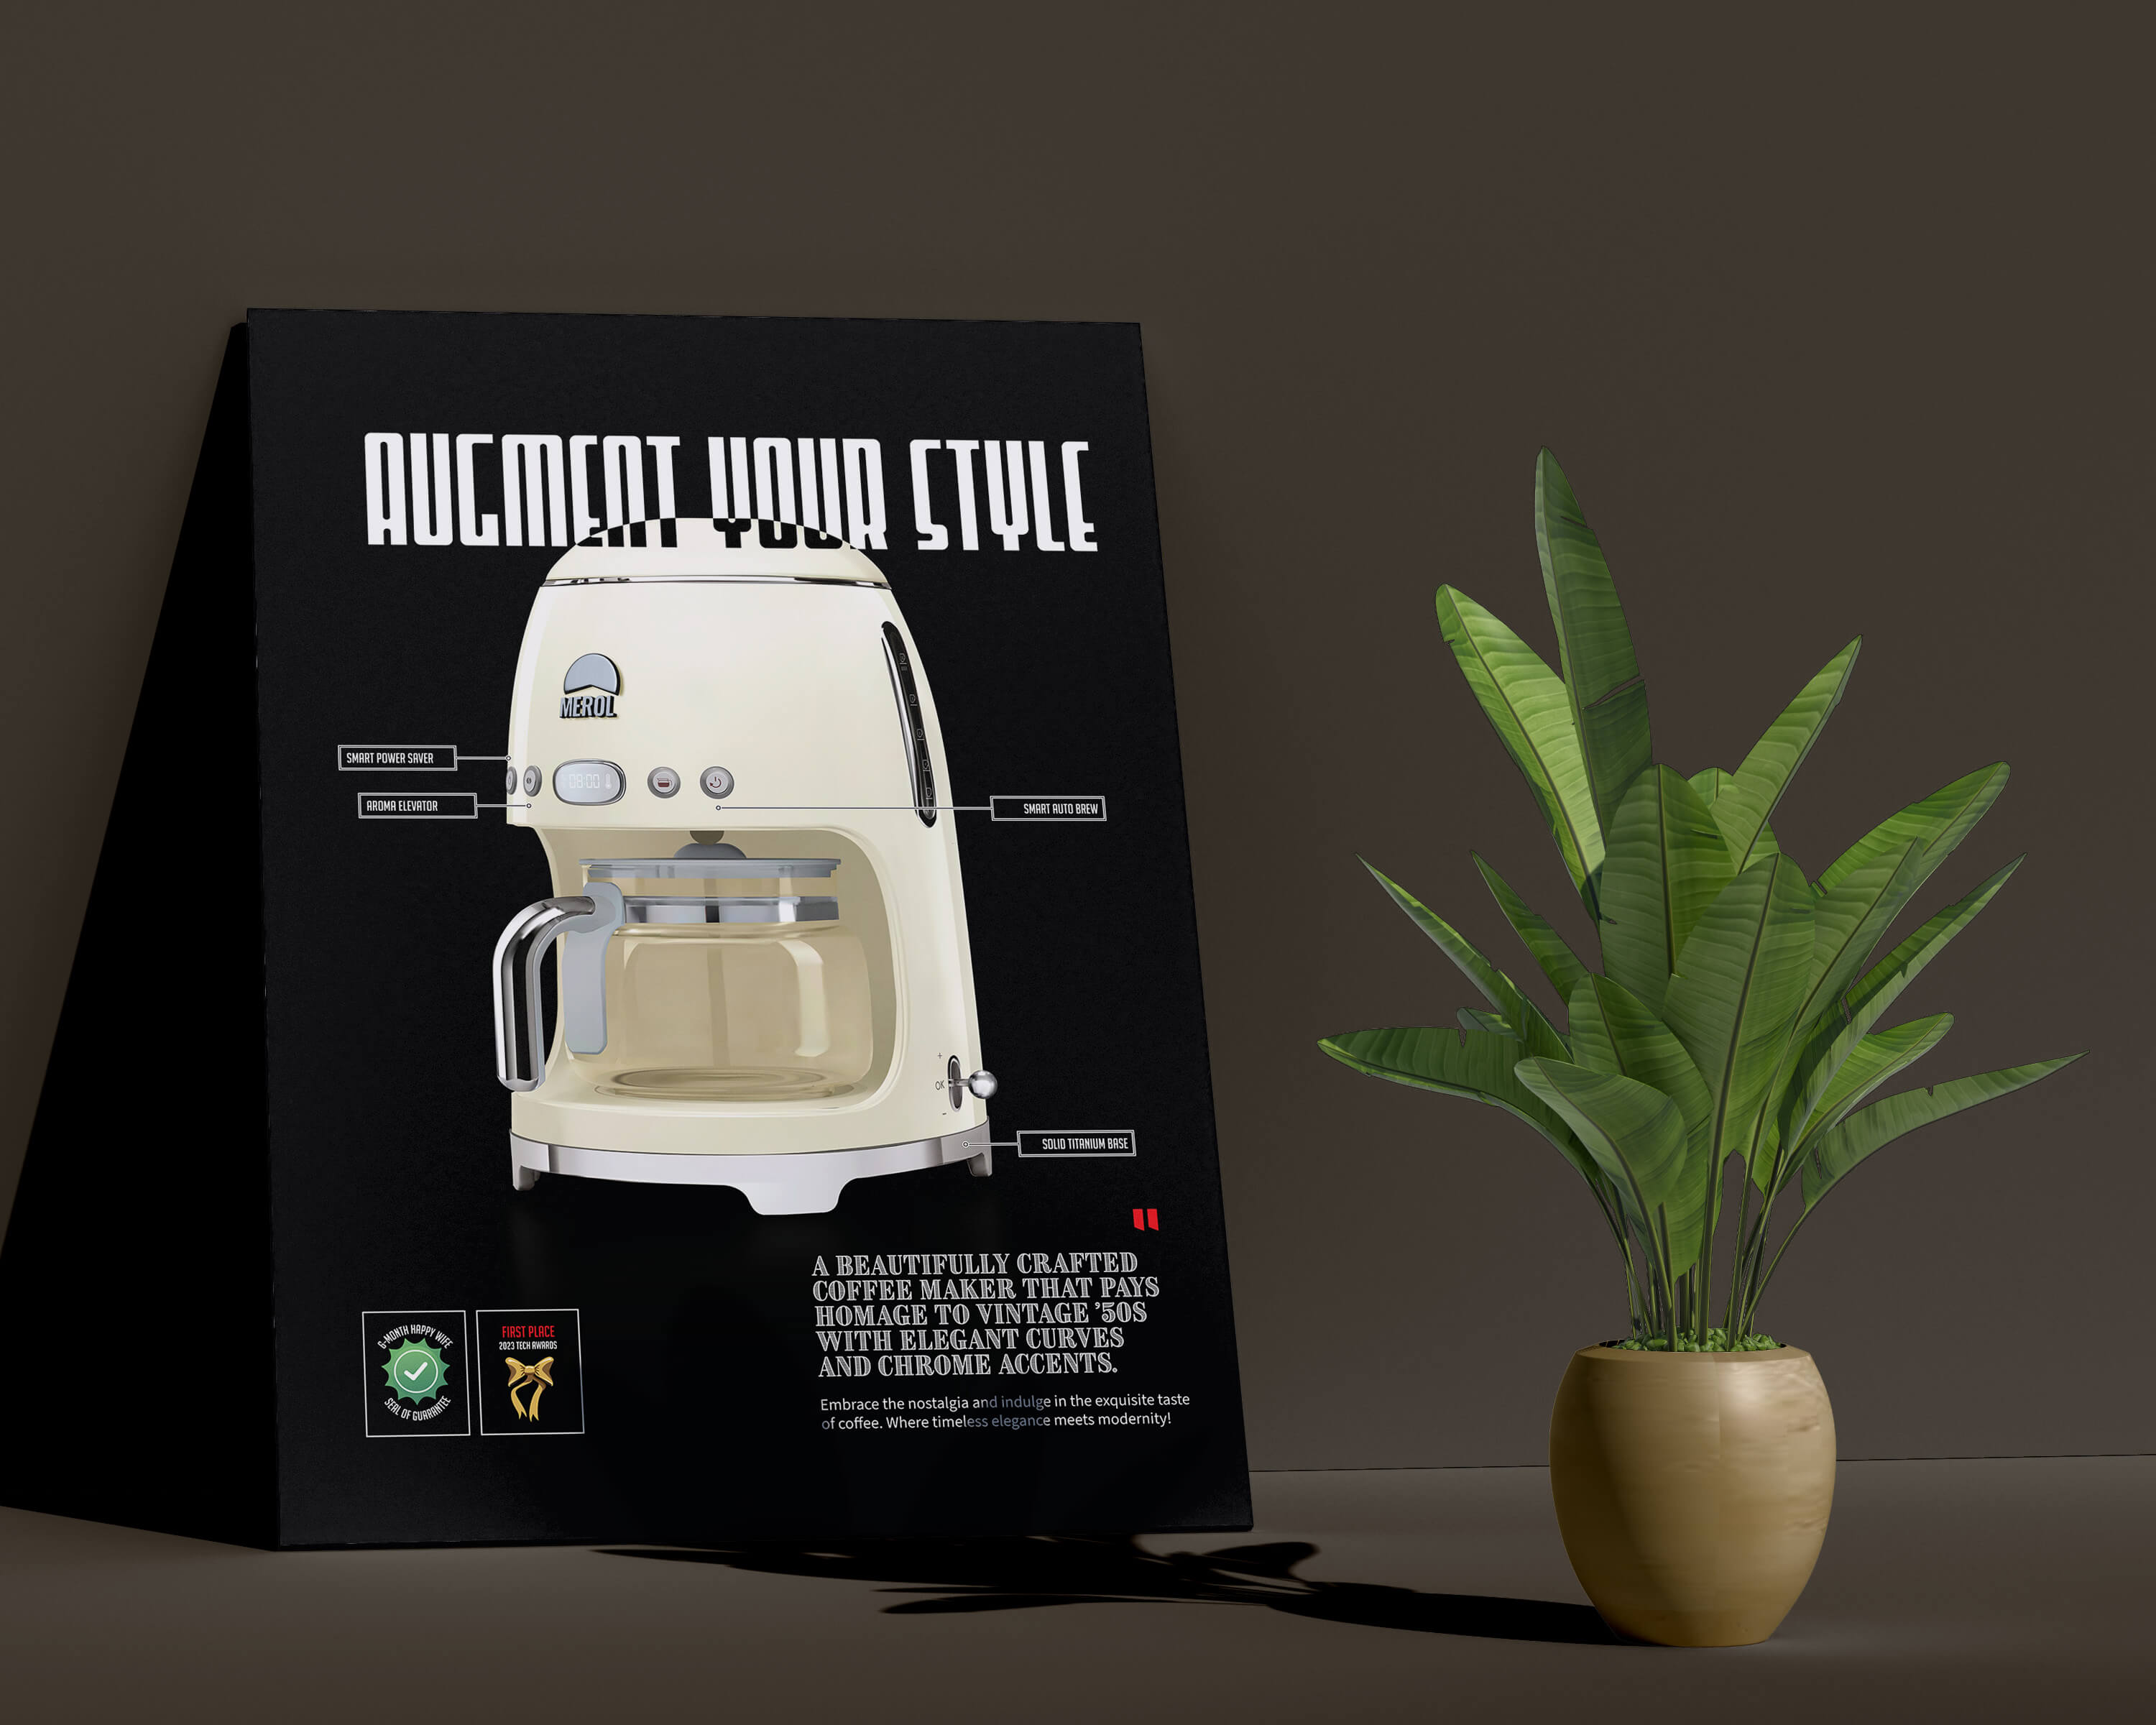 AUGMENT YOUR STYLE
MEROL
SMART POWER SAVER
08:00
AROMA ELEVATOR
SMART AUTO BREW
OK
SOLID TITANIUM BASE
"
A BEAUTIFULLY CRAFTED
COFFEE MAKER THAT PAYS
HOMAGE TO VINTAGE ’50S
WITH ELEGANT CURVES
AND CHROME ACCENTS.
Embrace the nostalgia and indulge in the exquisite taste
of coffee. Where timeless elegance meets modernity!
6-MONTH HAPPY WIFE
SEAL OF GUARANTEE
FIRST PLACE
2023 TECH AWARDS